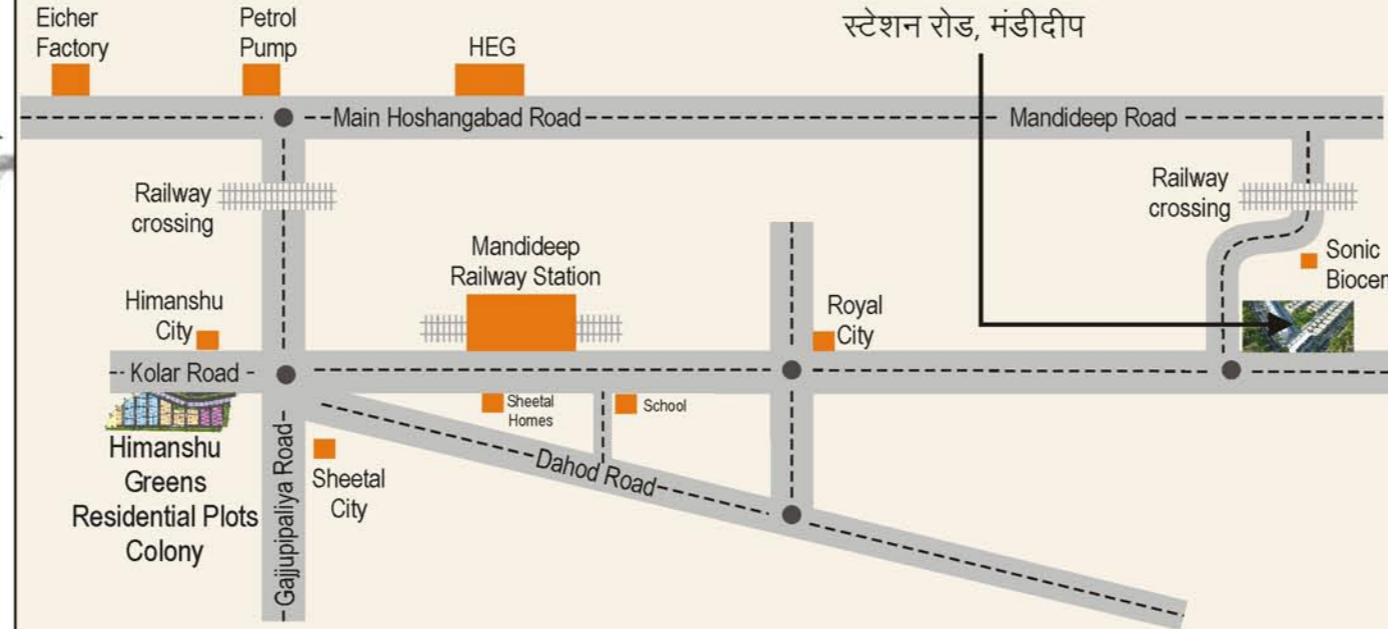 Eicher
Factory
Petrol
Pump
HEG
स्टेशन रोड, मंडीदीप
Main Hoshangabad Road
Mandideep Road
Railway
crossing
Railway
crossing
Mandideep
Railway Station
Sonic
Biocen
Himanshu
City
Royal
City
Kolar Road
Sheetal
Homes
School
Himanshu
Greens
Residential Plots
Colony
Gajjupipaliya Road
Sheetal
City
Dahod Road